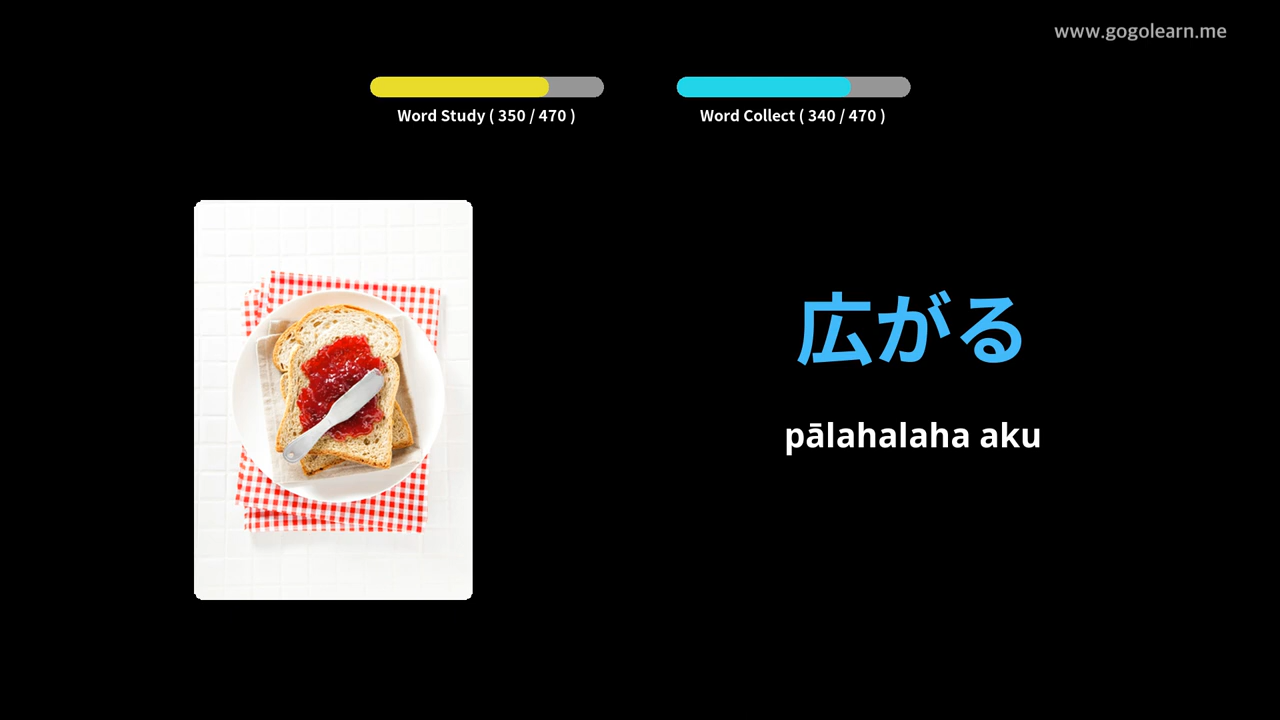 www.gogolearn.me
Word Study ( 350 / 470 )
Word Collect ( 340 / 470 )
広がる
pālahalaha aku